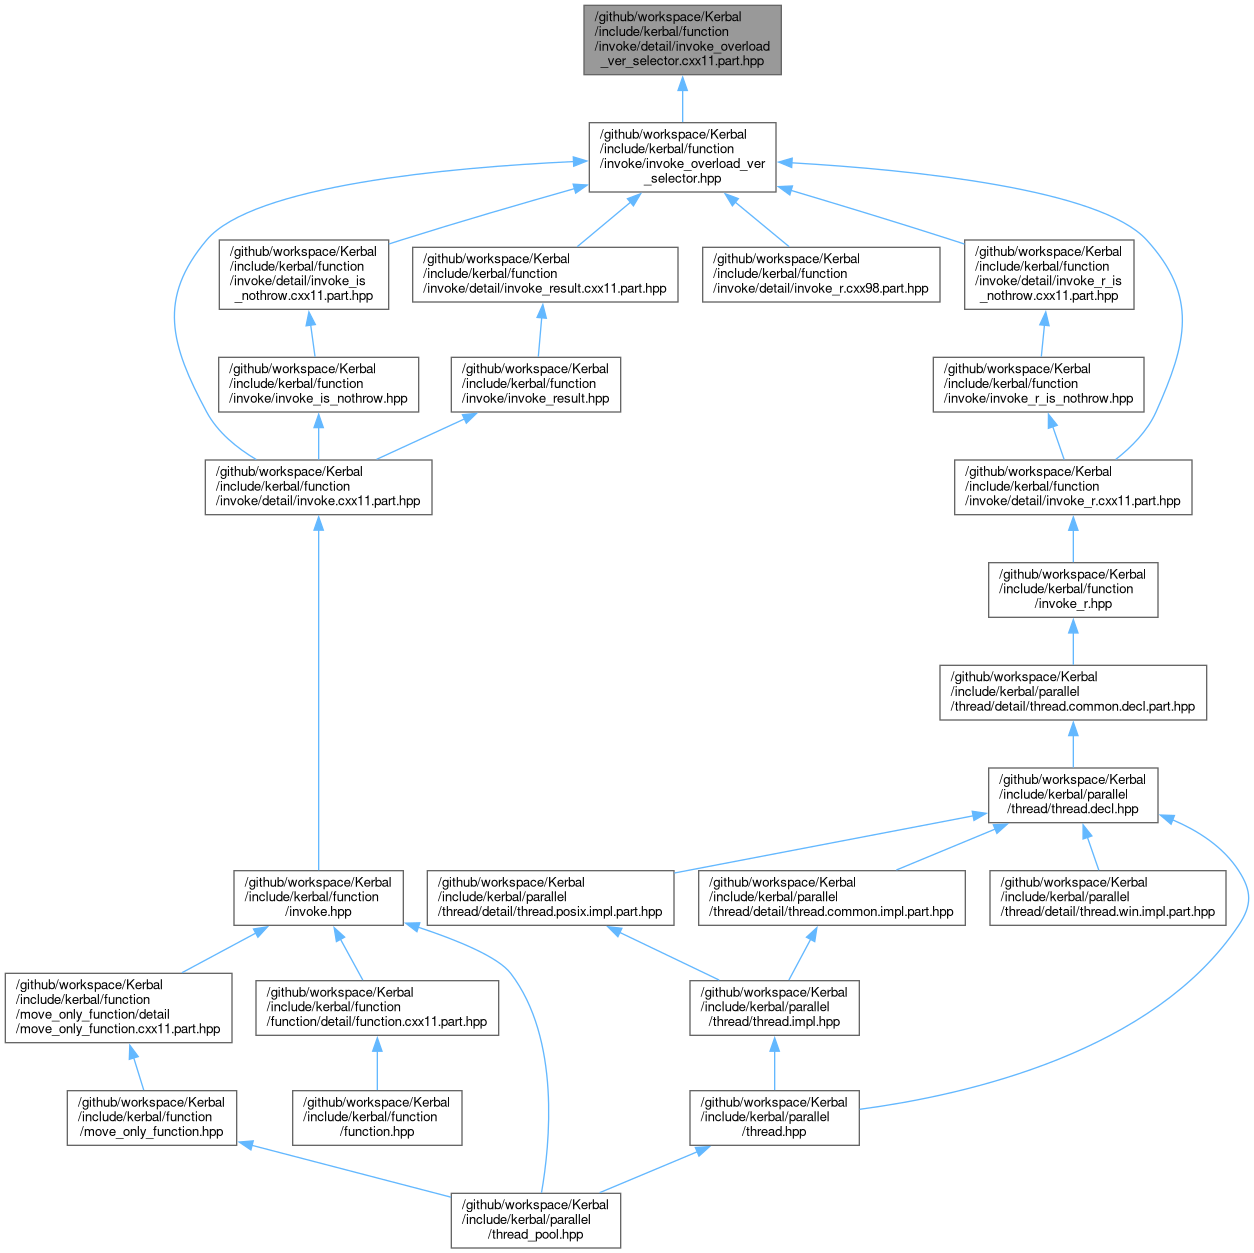 /github/workspace/Kerbal
/include/kerbal/function
/invoke/detail/invoke_overload
_ver_selector.cxx11.part.hpp
/github/workspace/Kerbal
/include/kerbal/function
/invoke/invoke_overload_ver
_selector.hpp
/github/workspace/Kerbal
/include/kerbal/function
/invoke/detail/invoke_is
_nothrow.cxx11.part.hpp
/github/workspace/Kerbal
/include/kerbal/function
/invoke/detail/invoke_result.cxx11.part.hpp
/github/workspace/Kerbal
/include/kerbal/function
/invoke/detail/invoke_r.cxx98.part.hpp
/github/workspace/Kerbal
/include/kerbal/function
/invoke/detail/invoke_r_is
_nothrow.cxx11.part.hpp
/github/workspace/Kerbal
/include/kerbal/function
/invoke/invoke_is_nothrow.hpp
/github/workspace/Kerbal
/include/kerbal/function
/invoke/invoke_result.hpp
/github/workspace/Kerbal
/include/kerbal/function
/invoke/invoke_r_is_nothrow.hpp
/github/workspace/Kerbal
/include/kerbal/function
/invoke/detail/invoke.cxx11.part.hpp
/github/workspace/Kerbal
/include/kerbal/function
/invoke/detail/invoke_r.cxx11.part.hpp
/github/workspace/Kerbal
/include/kerbal/function
/invoke_r.hpp
/github/workspace/Kerbal
/include/kerbal/parallel
/thread/detail/thread.common.decl.part.hpp
/github/workspace/Kerbal
/include/kerbal/parallel
/thread/thread.decl.hpp
/github/workspace/Kerbal
/include/kerbal/function
/invoke.hpp
/github/workspace/Kerbal
/include/kerbal/parallel
/thread/detail/thread.posix.impl.part.hpp
/github/workspace/Kerbal
/include/kerbal/parallel
/thread/detail/thread.common.impl.part.hpp
/github/workspace/Kerbal
/include/kerbal/parallel
/thread/detail/thread.win.impl.part.hpp
/github/workspace/Kerbal
/include/kerbal/function
/move_only_function/detail
/move_only_function.cxx11.part.hpp
/github/workspace/Kerbal
/include/kerbal/function
/function/detail/function.cxx11.part.hpp
/github/workspace/Kerbal
/include/kerbal/parallel
/thread/thread.impl.hpp
/github/workspace/Kerbal
/include/kerbal/function
/move_only_function.hpp
/github/workspace/Kerbal
/include/kerbal/function
/function.hpp
/github/workspace/Kerbal
/include/kerbal/parallel
/thread.hpp
/github/workspace/Kerbal
/include/kerbal/parallel
/thread_pool.hpp